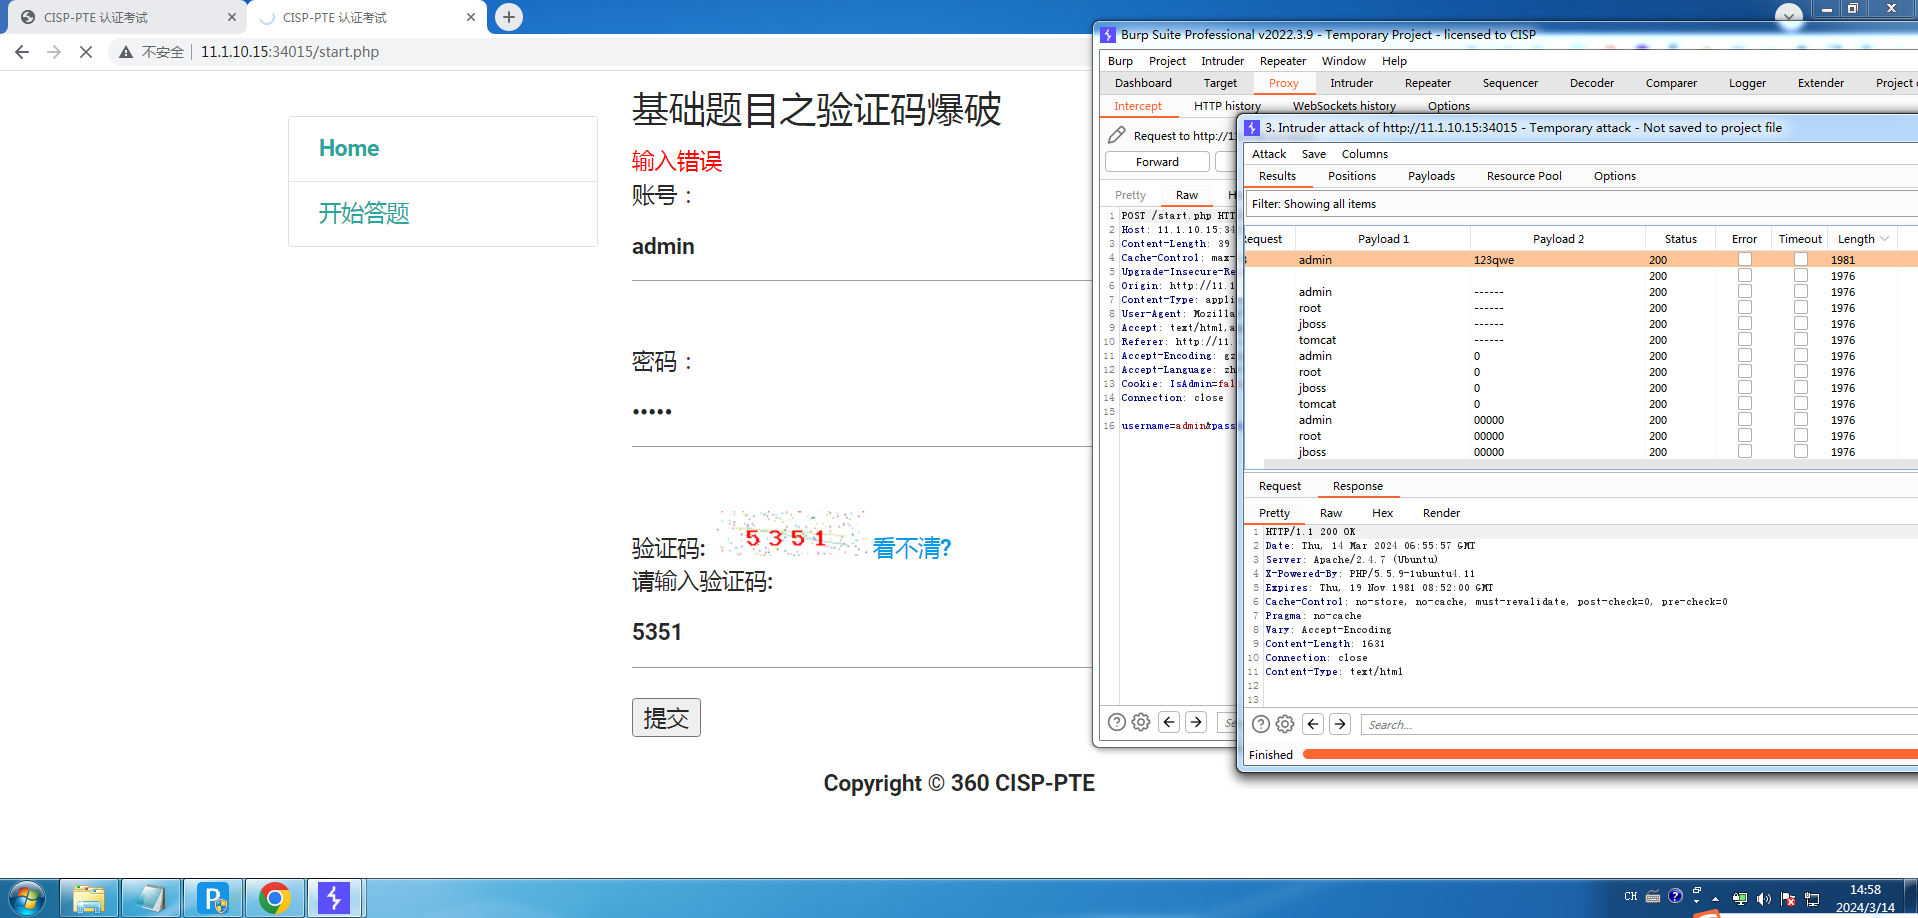 CISP-PTE 认证考试
CISP-PTE 认证考试
不安全 11.1.10.15:34015/start.php
Home
开始答题
基础题目之验证码爆破
输入错误
账号：
admin
密码：
•••••
验证码: 5351 看不清?
请输入验证码:
5351
提交
Copyright © 360 CISP-PTE
Burp Suite Professional v2022.3.9 - Temporary Project - licensed to CISP
Burp Project Intruder Repeater Window Help
Dashboard Target Proxy Intruder Repeater Sequencer Decoder Comparer Logger Extender Project
Intercept HTTP history WebSockets history Options
Request to http://11
Forward
Pretty Raw H
1 POST /start.php HTT
2 Host: 11.1.10.15:34
3 Content-Length: 39
4 Cache-Control: max-
5 Upgrade-Insecure-Re
6 Origin: http://11.1
7 Content-Type: appli
8 User-Agent: Mozilla
9 Accept: text/html,a
10 Referer: http://11.
11 Accept-Encoding: gz
12 Accept-Language: zh
13 Cookie: IsAdmin=fal
14 Connection: close
15
16 username=admin&pass
Se
3. Intruder attack of http://11.1.10.15:34015 - Temporary attack - Not saved to project file
Attack Save Columns
Results Positions Payloads Resource Pool Options
Filter: Showing all items
equest Payload 1 Payload 2 Status Error Timeout Length
admin 123qwe 200 1981
200 1976
admin ------ 200 1976
root ------ 200 1976
jboss ------ 200 1976
tomcat ------ 200 1976
admin 0 200 1976
root 0 200 1976
jboss 0 200 1976
tomcat 0 200 1976
admin 00000 200 1976
root 00000 200 1976
jboss 00000 200 1976
Request Response
Pretty Raw Hex Render
1 HTTP/1.1 200 OK
2 Date: Thu, 14 Mar 2024 06:55:57 GMT
3 Server: Apache/2.4.7 (Ubuntu)
4 X-Powered-By: PHP/5.5.9-1ubuntu4.11
5 Expires: Thu, 19 Nov 1981 08:52:00 GMT
6 Cache-Control: no-store, no-cache, must-revalidate, post-check=0, pre-check=0
7 Pragma: no-cache
8 Vary: Accept-Encoding
9 Content-Length: 1631
10 Connection: close
11 Content-Type: text/html
12
13
Search...
Finished
CH
14:58
2024/3/14